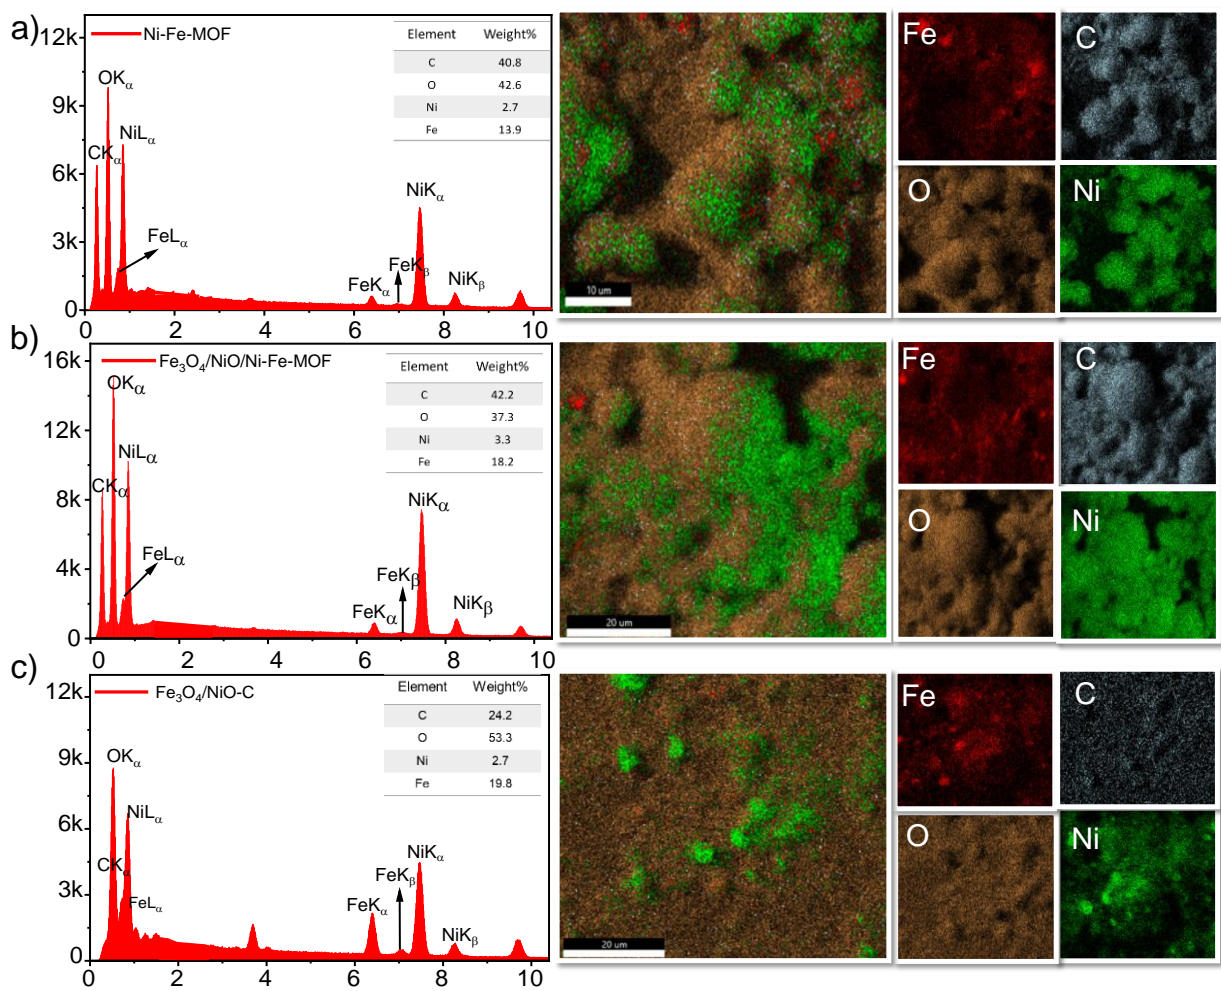 a)
Ni-Fe-MOF
12k
9k
6k
3k
0
OKα
NiLα
CKα
FeLα
FeKα
FeKβ
NiKα
NiKβ
0 2 4 6 8 10
Element Weight%
C 40.8
O 42.6
Ni 2.7
Fe 13.9
10 um
Fe
C
O
Ni
b)
Fe₃O₄/NiO/Ni-Fe-MOF
16k
12k
8k
4k
0
OKα
NiLα
CKα
FeLα
FeKα
FeKβ
NiKα
NiKβ
0 2 4 6 8 10
Element Weight%
C 42.2
O 37.3
Ni 3.3
Fe 18.2
20 um
Fe
C
O
Ni
c)
Fe₃O₄/NiO-C
12k
9k
6k
3k
0
OKα
NiLα
CKα
FeLα
FeKα
FeKβ
NiKα
NiKβ
0 2 4 6 8 10
Element Weight%
C 24.2
O 53.3
Ni 2.7
Fe 19.8
20 um
Fe
C
O
Ni